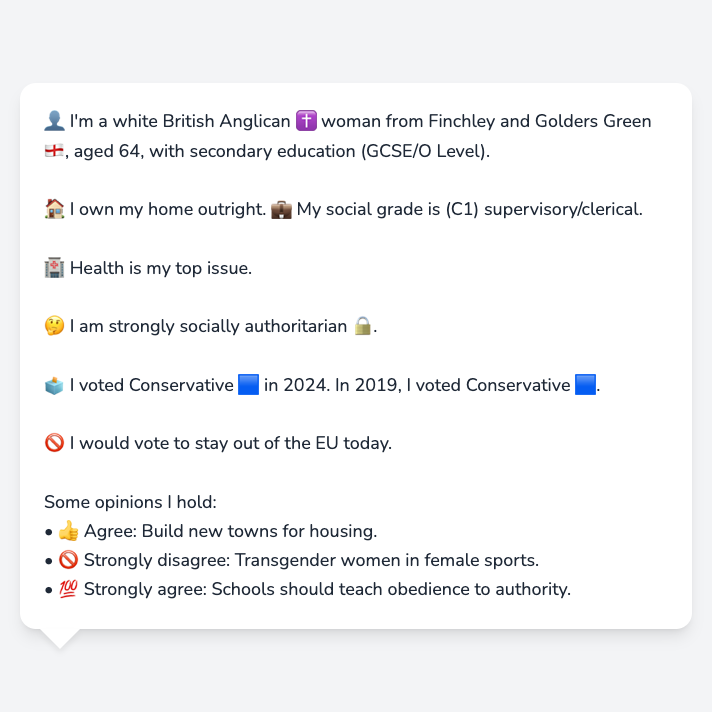 👤 I'm a white British Anglican ✝️ woman from Finchley and Golders Green
🏴󠁧󠁢󠁥󠁮󠁧󠁿, aged 64, with secondary education (GCSE/O Level).
🏠 I own my home outright. 💼 My social grade is (C1) supervisory/clerical.
🏥 Health is my top issue.
🤔 I am strongly socially authoritarian 🔒.
🗳️ I voted Conservative 🟦 in 2024. In 2019, I voted Conservative 🟦.
🚫 I would vote to stay out of the EU today.
Some opinions I hold:
• 👍 Agree: Build new towns for housing.
• 🚫 Strongly disagree: Transgender women in female sports.
• 💯 Strongly agree: Schools should teach obedience to authority.